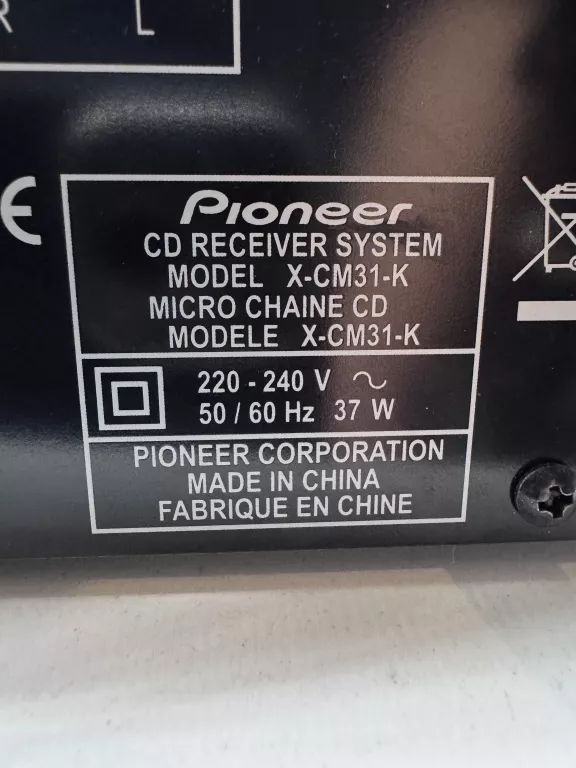 R L
CE
Pioneer
CD RECEIVER SYSTEM
MODEL X-CM31-K
MICRO CHAINE CD
MODELE X-CM31-K
220 - 240 V ~
50 / 60 Hz 37 W
PIONEER CORPORATION
MADE IN CHINA
FABRIQUE EN CHINE